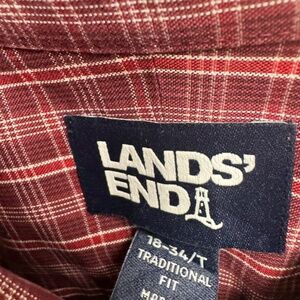 LANDS'
END
18-34/T
TRADITIONAL
FIT